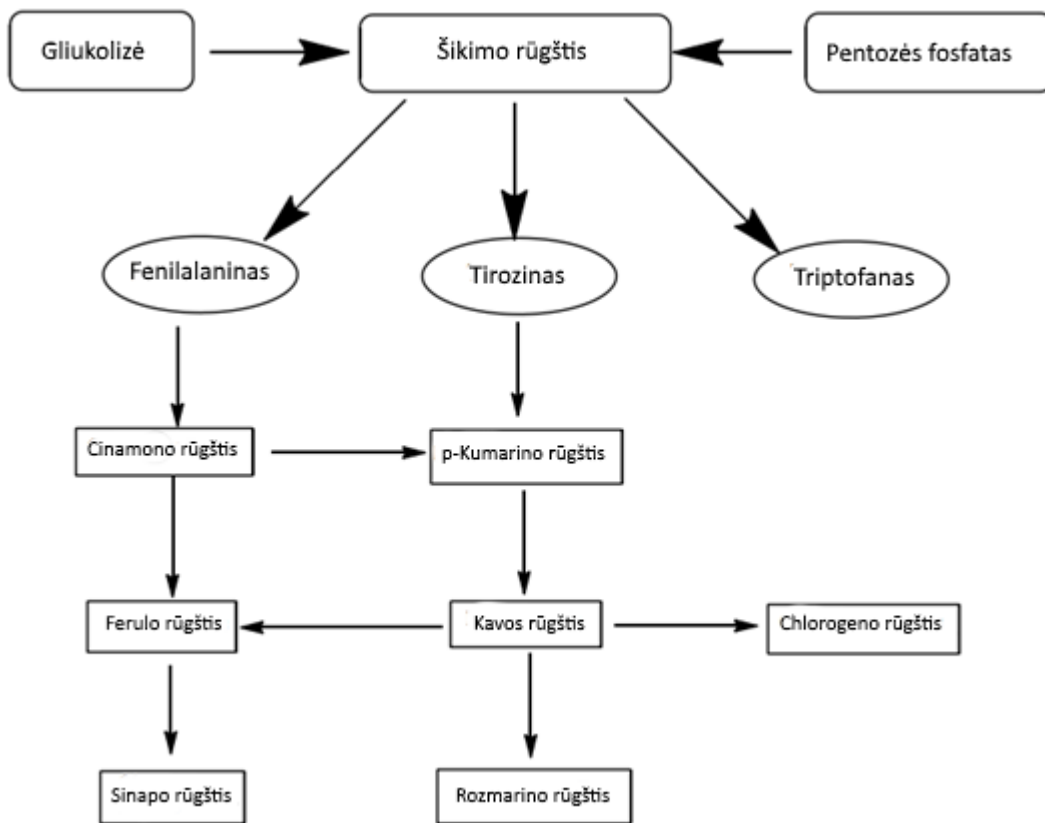 Gliukolizė
Šikimo rūgštis
Pentozės fosfatas
Fenilalaninas
Tirozinas
Triptofanas
Cinamono rūgštis
p-Kumarino rūgštis
Ferulo rūgštis
Kavos rūgštis
Chlorogeno rūgštis
Sinapo rūgštis
Rozmarino rūgštis